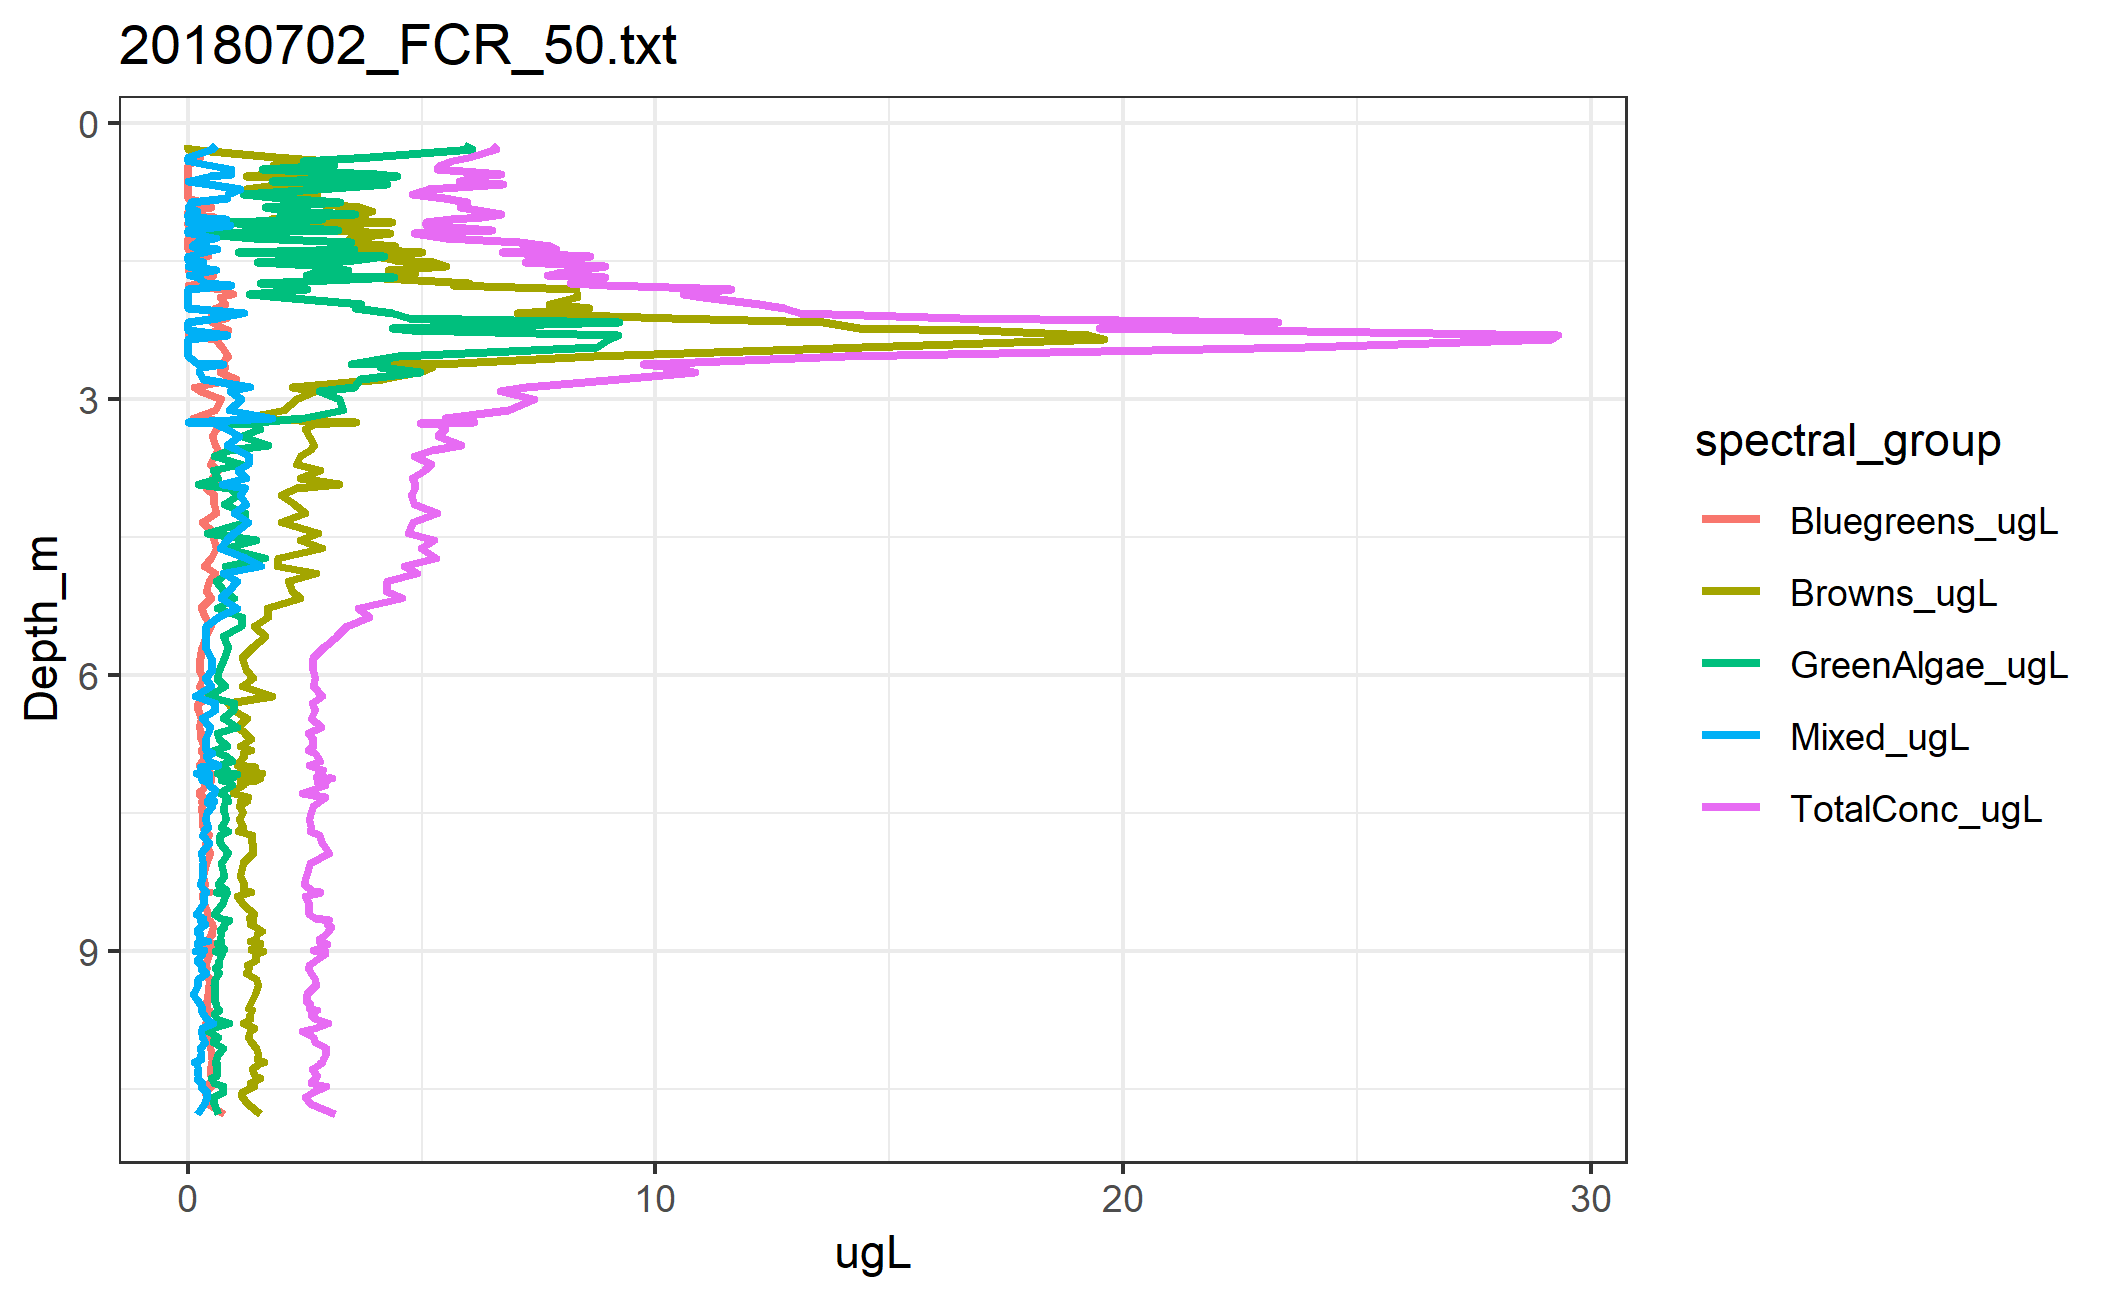 20180702_FCR_50.txt
0
3
6
9
Depth_m
0 10 20 30
ugL
spectral_group
Bluegreens_ugL
Browns_ugL
GreenAlgae_ugL
Mixed_ugL
TotalConc_ugL